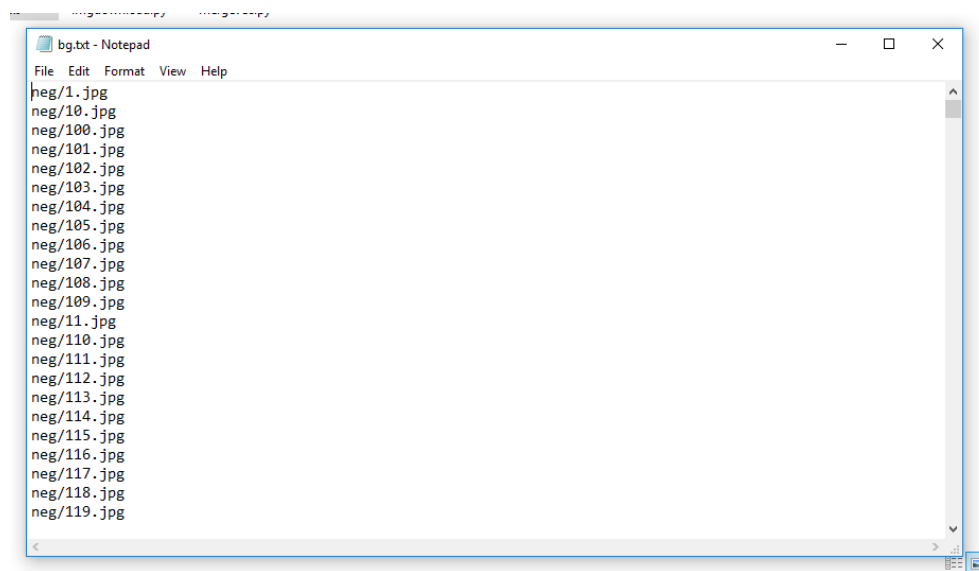 bg.txt - Notepad
File Edit Format View Help
neg/1.jpg
neg/10.jpg
neg/100.jpg
neg/101.jpg
neg/102.jpg
neg/103.jpg
neg/104.jpg
neg/105.jpg
neg/106.jpg
neg/107.jpg
neg/108.jpg
neg/109.jpg
neg/11.jpg
neg/110.jpg
neg/111.jpg
neg/112.jpg
neg/113.jpg
neg/114.jpg
neg/115.jpg
neg/116.jpg
neg/117.jpg
neg/118.jpg
neg/119.jpg